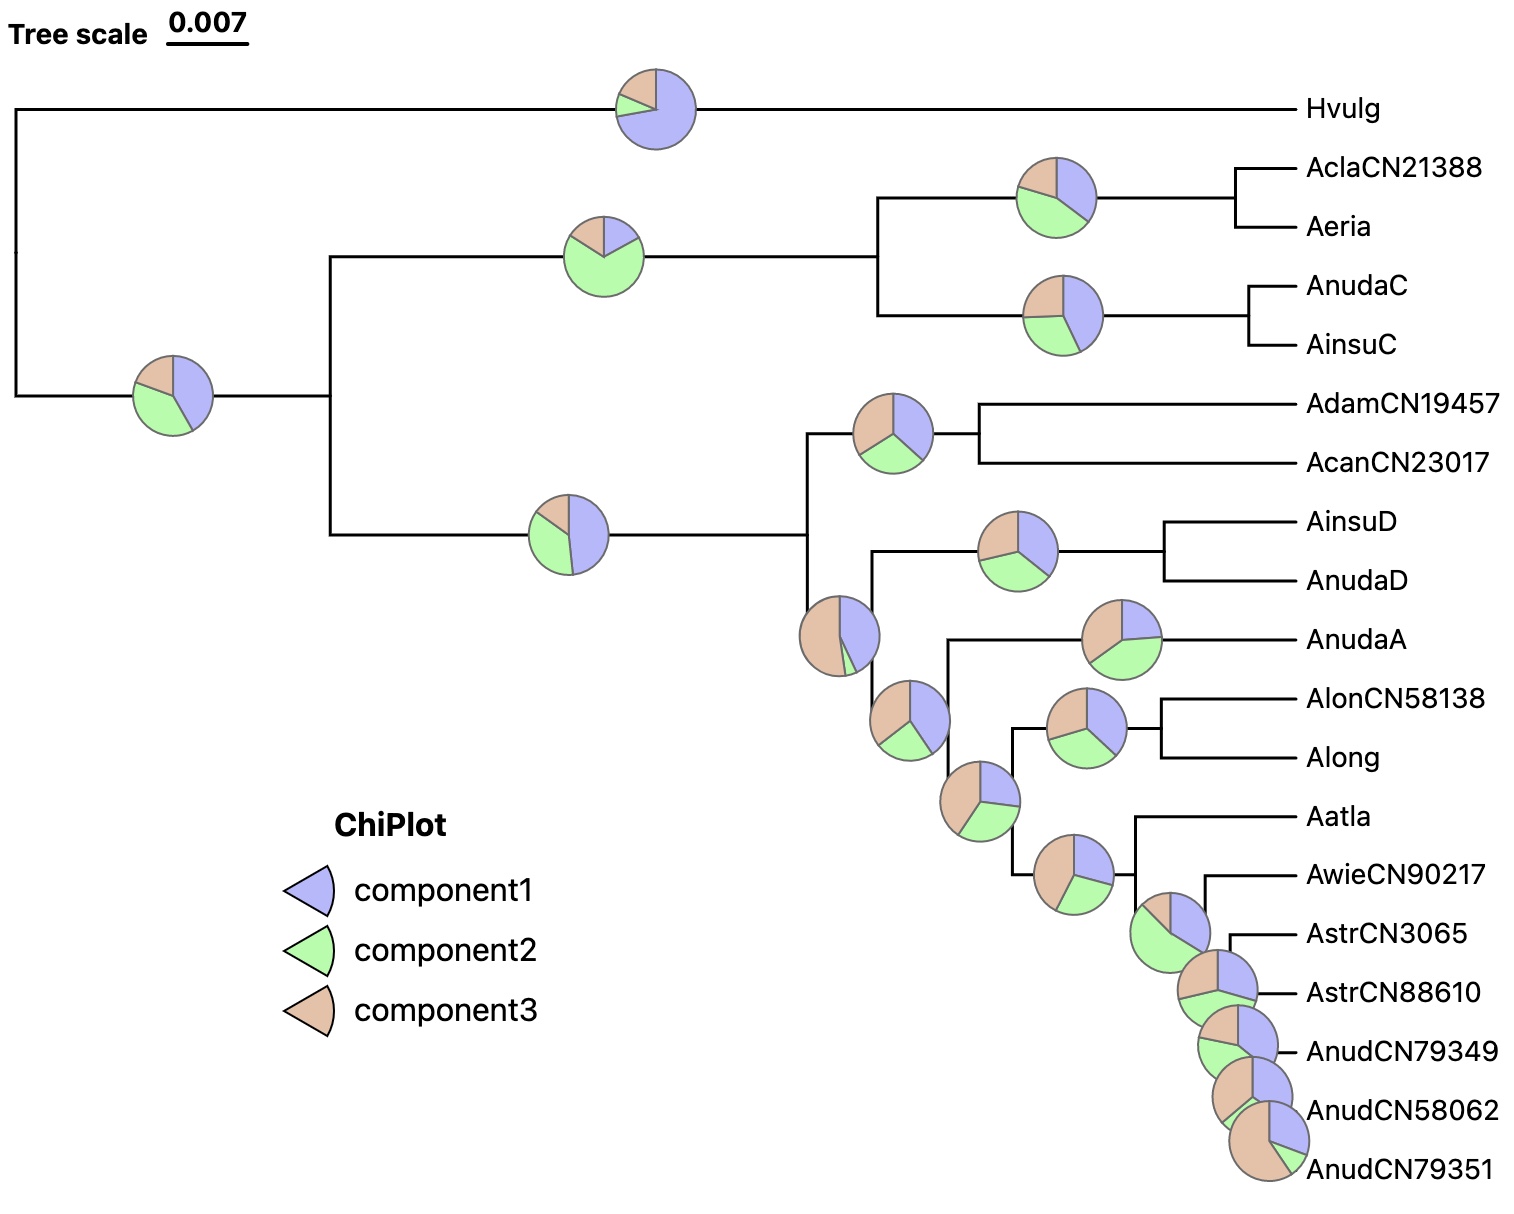 Tree scale 0.007
Hvulg
AclaCN21388
Aeria
AnudaC
AinsuC
AdamCN19457
AcanCN23017
AinsuD
AnudaD
AnudaA
AlonCN58138
Along
Aatla
AwieCN90217
AstrCN3065
AstrCN88610
AnudCN79349
AnudCN58062
AnudCN79351
ChiPlot
component1
component2
component3